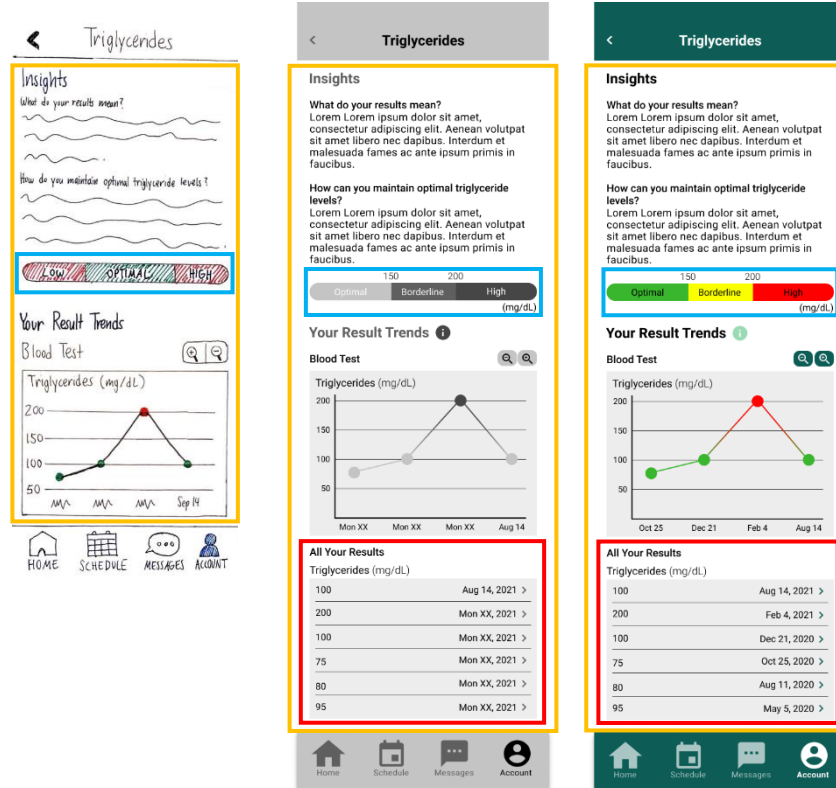 Triglycerides
Insights
What do your results mean?
How do you maintain optimal triglyceride levels?
LOW OPTIMAL HIGH
Your Result Trends
Blood Test
Triglycerides (mg/dL)
200
150
100
50
Sep 14
HOME SCHEDULE MESSAGES ACCOUNT
Triglycerides
Insights
What do your results mean?
Lorem Lorem ipsum dolor sit amet,
consectetur adipiscing elit. Aenean volutpat
sit amet libero nec dapibus. Interdum et
malesuada fames ac ante ipsum primis in
faucibus.
How can you maintain optimal triglyceride
levels?
Lorem Lorem ipsum dolor sit amet,
consectetur adipiscing elit. Aenean volutpat
sit amet libero nec dapibus. Interdum et
malesuada fames ac ante ipsum primis in
faucibus.
150 200
Optimal Borderline High
(mg/dL)
Your Result Trends
Blood Test
Triglycerides (mg/dL)
200
150
100
50
Mon XX Mon XX Mon XX Aug 14
All Your Results
Triglycerides (mg/dL)
100 Aug 14, 2021
200 Mon XX, 2021
100 Mon XX, 2021
75 Mon XX, 2021
80 Mon XX, 2021
95 Mon XX, 2021
Home Schedule Messages Account
Triglycerides
Insights
What do your results mean?
Lorem Lorem ipsum dolor sit amet,
consectetur adipiscing elit. Aenean volutpat
sit amet libero nec dapibus. Interdum et
malesuada fames ac ante ipsum primis in
faucibus.
How can you maintain optimal triglyceride
levels?
Lorem Lorem ipsum dolor sit amet,
consectetur adipiscing elit. Aenean volutpat
sit amet libero nec dapibus. Interdum et
malesuada fames ac ante ipsum primis in
faucibus.
150 200
Optimal Borderline High
(mg/dL)
Your Result Trends
Blood Test
Triglycerides (mg/dL)
200
150
100
50
Oct 25 Dec 21 Feb 4 Aug 14
All Your Results
Triglycerides (mg/dL)
100 Aug 14, 2021
200 Feb 4, 2021
100 Dec 21, 2020
75 Oct 25, 2020
80 Aug 11, 2020
95 May 5, 2020
Home Schedule Messages Account